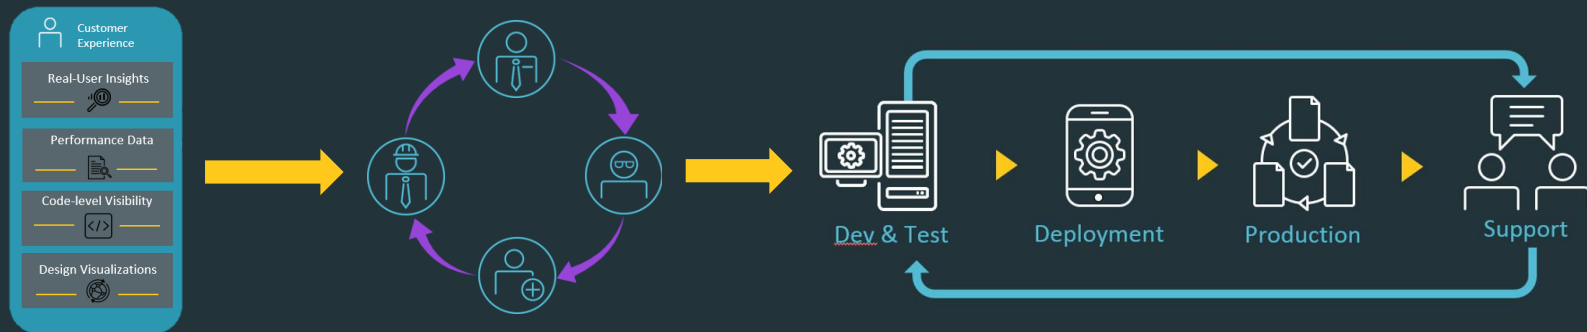 Customer
Experience
Real-User Insights
Performance Data
Code-level Visibility
</>
Design Visualizations
Dev & Test
Deployment
Production
Support